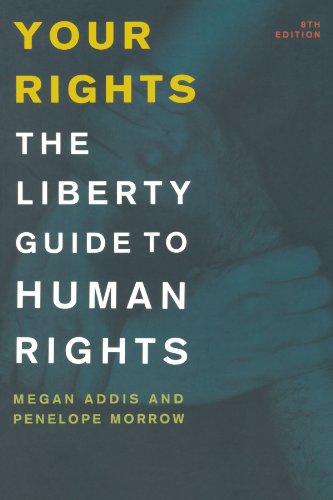 8TH
EDITION
YOUR
RIGHTS
THE
LIBERTY
GUIDE TO
HUMAN
RIGHTS
MEGAN ADDIS AND
PENELOPE MORROW